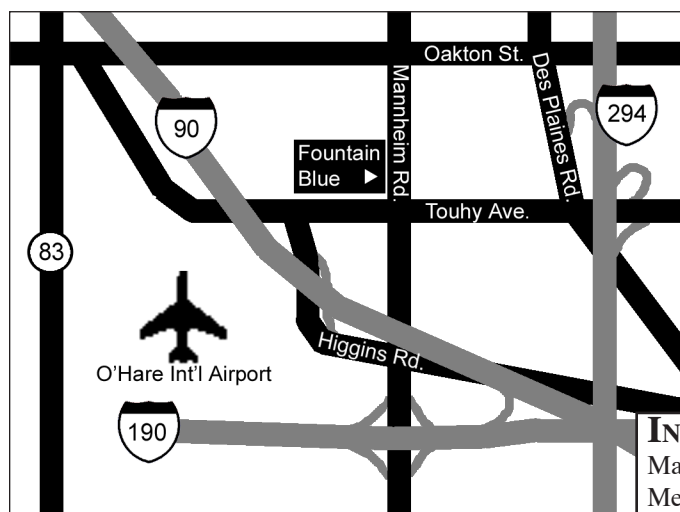 Oakton St.
Mannheim Rd.
Des Plaines Rd.
294
90
Fountain
Blue
Touhy Ave.
83
Higgins Rd.
O'Hare Int'l Airport
190